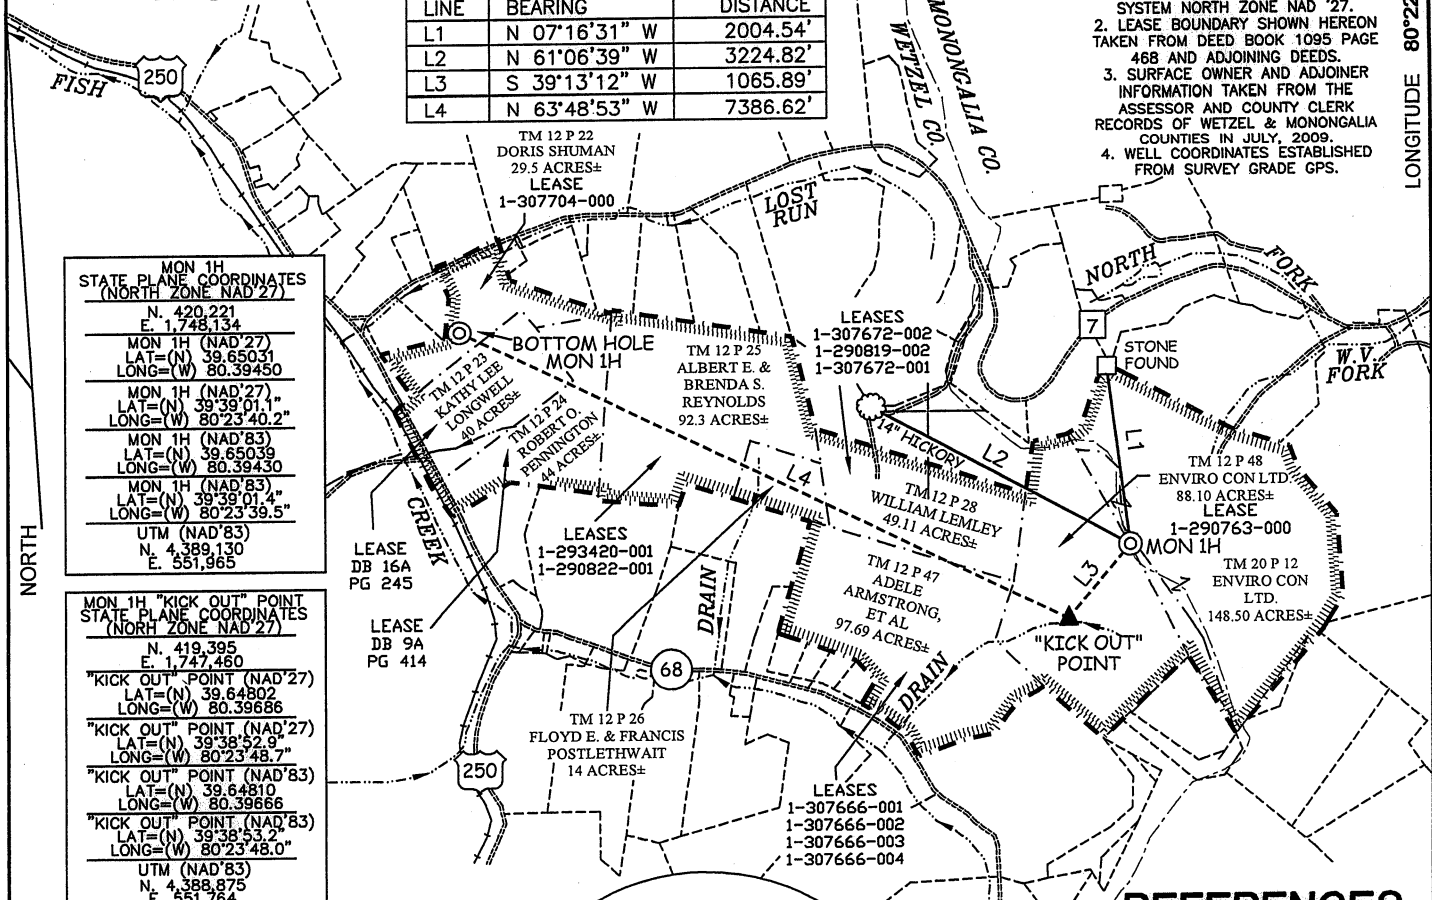 LINE BEARING DISTANCE
L1 N 07°16'31" W 2004.54'
L2 N 61°06'39" W 3224.82'
L3 S 39°13'12" W 1065.89'
L4 N 63°48'53" W 7386.62'
SYSTEM NORTH ZONE NAD '27.
2. LEASE BOUNDARY SHOWN HEREON
TAKEN FROM DEED BOOK 1095 PAGE
468 AND ADJOINING DEEDS.
3. SURFACE OWNER AND ADJOINER
INFORMATION TAKEN FROM THE
ASSESSOR AND COUNTY CLERK
RECORDS OF WETZEL & MONONGALIA
COUNTIES IN JULY, 2009.
4. WELL COORDINATES ESTABLISHED
FROM SURVEY GRADE GPS.
LONGITUDE 80°22
MONONGALIA CO.
WETZEL CO.
250
FISH
TM 12 P 22
DORIS SHUMAN
29.5 ACRES±
LEASE
1-307704-000
LOST
RUN
NORTH
FORK
7
W.V.
FORK
STONE
FOUND
MON 1H
STATE PLANE COORDINATES
(NORTH ZONE NAD'27)
N. 420,221
E. 1,748,134
MON 1H (NAD'27)
LAT=(N) 39.65031
LONG=(W) 80.39450
MON 1H (NAD'27)
LAT=(N) 39°39'01.1"
LONG=(W) 80°23'40.2"
MON 1H (NAD'83)
LAT=(N) 39.65039
LONG=(W) 80.39430
MON 1H (NAD'83)
LAT=(N) 39°39'01.4"
LONG=(W) 80°23'39.5"
UTM (NAD'83)
N. 4,389,130
E. 551,965
BOTTOM HOLE
MON 1H
TM 12 P 23
KATHY LEE
LONGWELL
40 ACRES±
TM 12 P 24
ROBERT O.
PENNINGTON
44 ACRES±
TM 12 P 25
ALBERT E. &
BRENDA S.
REYNOLDS
92.3 ACRES±
LEASES
1-307672-002
1-290819-002
1-307672-001
14" HICKORY
L2
L1
L4
L3
TM 12 P 28
WILLIAM LEMLEY
49.11 ACRES±
TM 12 P 48
ENVIRO CON LTD.
88.10 ACRES±
LEASE
1-290763-000
MON 1H
TM 20 P 12
ENVIRO CON
LTD.
148.50 ACRES±
TM 12 P 47
ADELE
ARMSTRONG,
ET AL
97.69 ACRES±
"KICK OUT"
POINT
LEASES
1-293420-001
1-290822-001
LEASE
DB 16A
PG 245
CREEK
LEASE
DB 9A
PG 414
DRAIN
DRAIN
68
250
TM 12 P 26
FLOYD E. & FRANCIS
POSTLETHWAIT
14 ACRES±
LEASES
1-307666-001
1-307666-002
1-307666-003
1-307666-004
NORTH
MON 1H "KICK OUT" POINT
STATE PLANE COORDINATES
(NORH ZONE NAD'27)
N. 419,395
E. 1,747,460
"KICK OUT" POINT (NAD'27)
LAT=(N) 39.64802
LONG=(W) 80.39686
"KICK OUT" POINT (NAD'27)
LAT=(N) 39°38'52.9"
LONG=(W) 80°23'48.7"
"KICK OUT" POINT (NAD'83)
LAT=(N) 39.64810
LONG=(W) 80.39666
"KICK OUT" POINT (NAD'83)
LAT=(N) 39°38'53.2"
LONG=(W) 80°23'48.0"
UTM (NAD'83)
N. 4,388,875
E. 551,764
REFERENCES